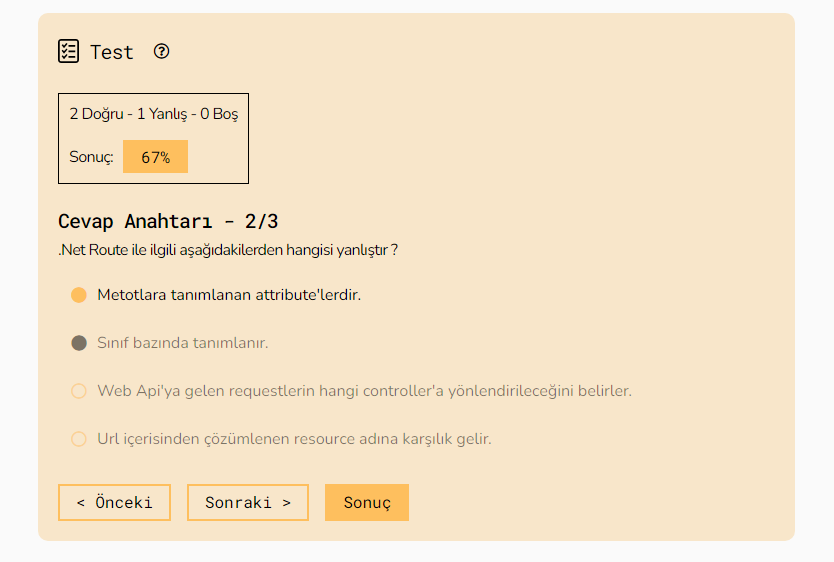 Test
2 Doğru - 1 Yanlış - 0 Boş
Sonuç: 67%
Cevap Anahtarı - 2/3
.Net Route ile ilgili aşağıdakilerden hangisi yanlıştır ?
Metotlara tanımlanan attribute'lerdir.
Sınıf bazında tanımlanır.
Web Api'ya gelen requestlerin hangi controller'a yönlendirileceğini belirler.
Url içerisinden çözümlenen resource adına karşılık gelir.
< Önceki Sonraki > Sonuç